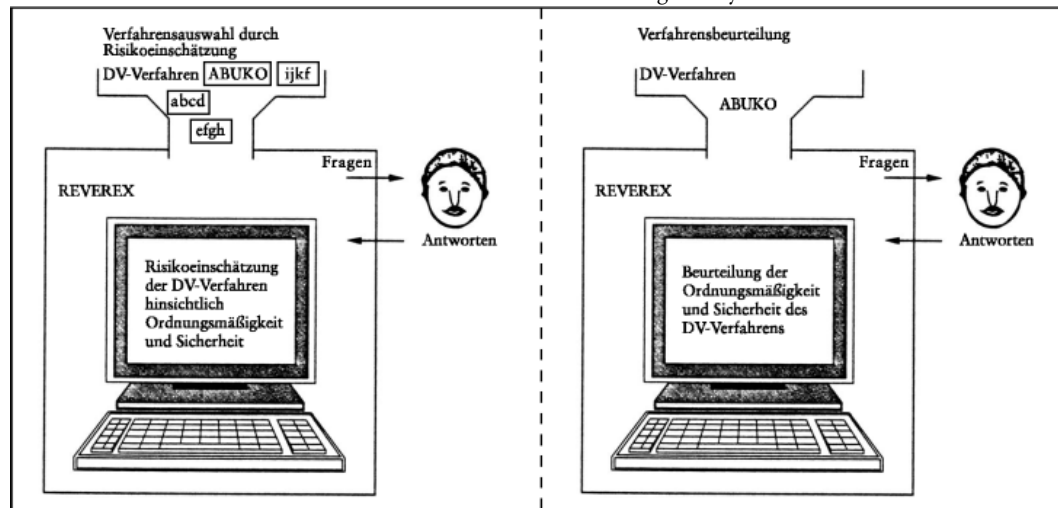 Verfahrensauswahl durch
Risikoeinschätzung
DV-Verfahren ABUKO ijkf
abcd
efgh
Fragen
REVEREX
Antworten
Risikoeinschätzung
der DV-Verfahren
hinsichtlich
Ordnungsmäßigkeit
und Sicherheit
Verfahrensbeurteilung
DV-Verfahren
ABUKO
Fragen
REVEREX
Antworten
Beurteilung der
Ordnungsmäßigkeit
und Sicherheit des
DV-Verfahrens